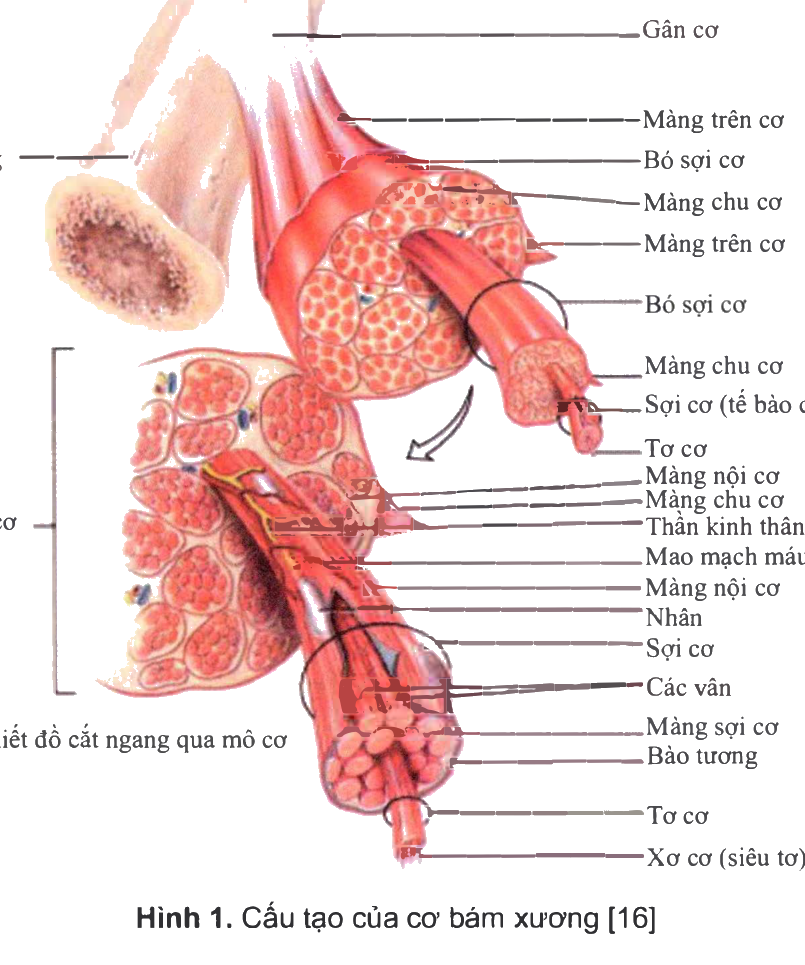 Gân cơ
Màng trên cơ
Bó sợi cơ
Màng chu cơ
Màng trên cơ
Bó sợi cơ
Màng chu cơ
Sợi cơ (tế bào
Tơ cơ
Màng nội cơ
Màng chu cơ
Thần kinh thân
Mao mạch máu
Màng nội cơ
Nhân
Sợi cơ
Các vân
cơ
Màng sợi cơ
iết đồ cắt ngang qua mô cơ
Bào tương
Tơ cơ
Xơ cơ (siêu tơ)
Hình 1. Cấu tạo của cơ bám xương [16]